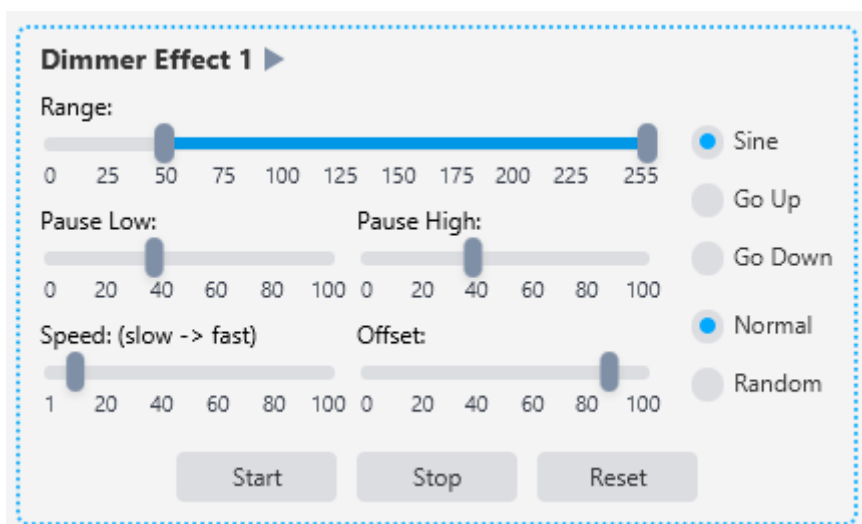 Dimmer Effect 1
Range:
0 25 50 75 100 125 150 175 200 225 255
Sine
Go Up
Go Down
Pause Low: Pause High:
0 20 40 60 80 100 0 20 40 60 80 100
Normal
Random
Speed: (slow -> fast) Offset:
1 20 40 60 80 100 0 20 40 60 80 100
Start Stop Reset